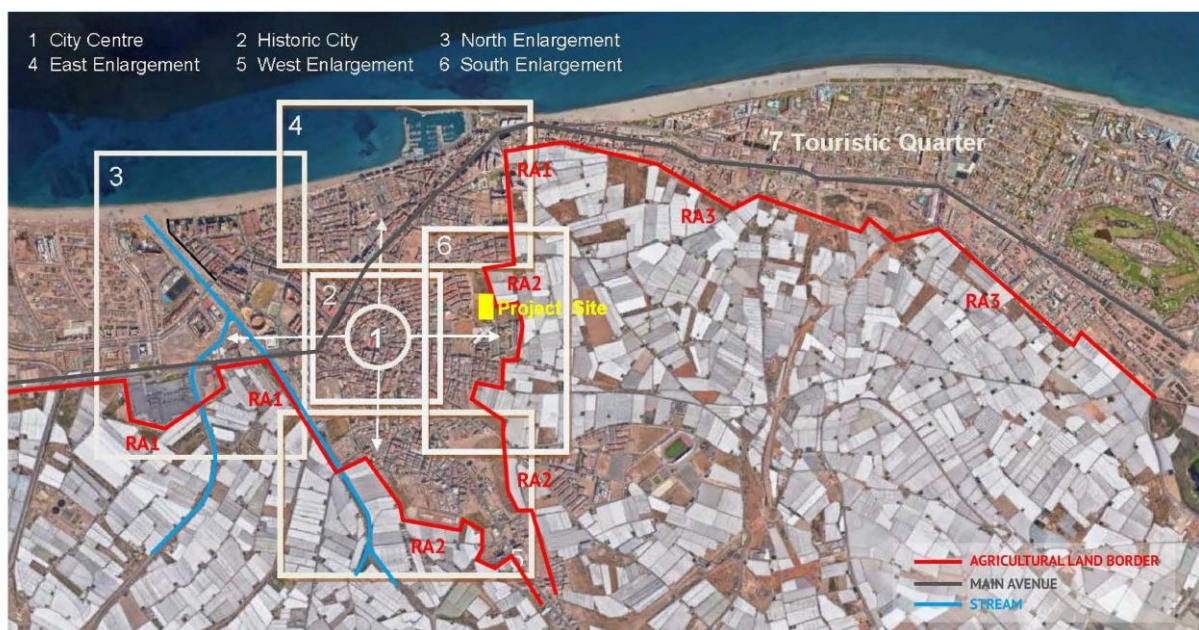 1 City Centre 2 Historic City 3 North Enlargement
4 East Enlargement 5 West Enlargement 6 South Enlargement
4
3
7 Touristic Quarter
RA1
RA3
6
2
RA2
Project Site
RA3
1
RA1
RA1
RA2
RA2
5
AGRICULTURAL LAND BORDER
MAIN AVENUE
STREAM